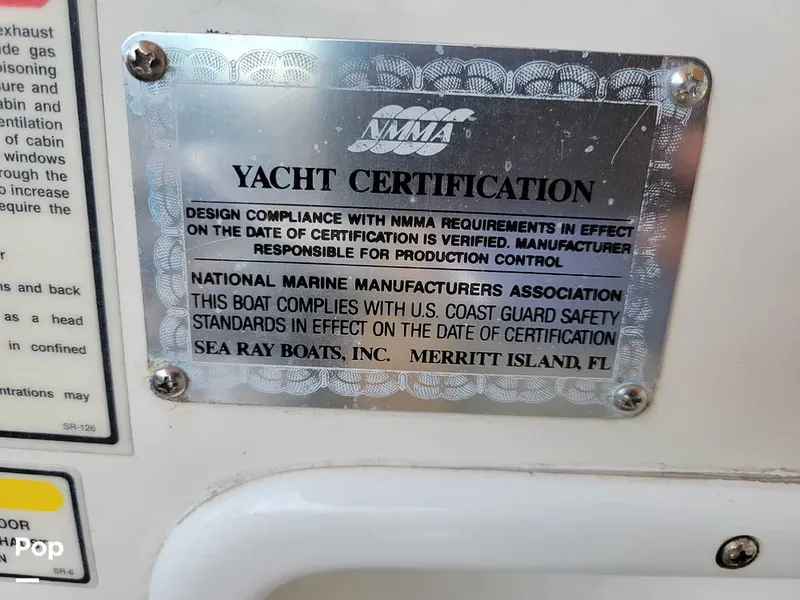 exhaust
de gas
oisoning
sure and
abin and
entilation
of cabin
windows
rough the
o increase
equire the
r
ns and back
as a head
in confined
ntrations may
SR-126
NMMA
YACHT CERTIFICATION
DESIGN COMPLIANCE WITH NMMA REQUIREMENTS IN EFFECT
ON THE DATE OF CERTIFICATION IS VERIFIED. MANUFACTURER
RESPONSIBLE FOR PRODUCTION CONTROL
NATIONAL MARINE MANUFACTURERS ASSOCIATION
THIS BOAT COMPLIES WITH U.S. COAST GUARD SAFETY
STANDARDS IN EFFECT ON THE DATE OF CERTIFICATION
SEA RAY BOATS, INC. MERRITT ISLAND, FL
OOR
HAUST
N
SR-6
Pop